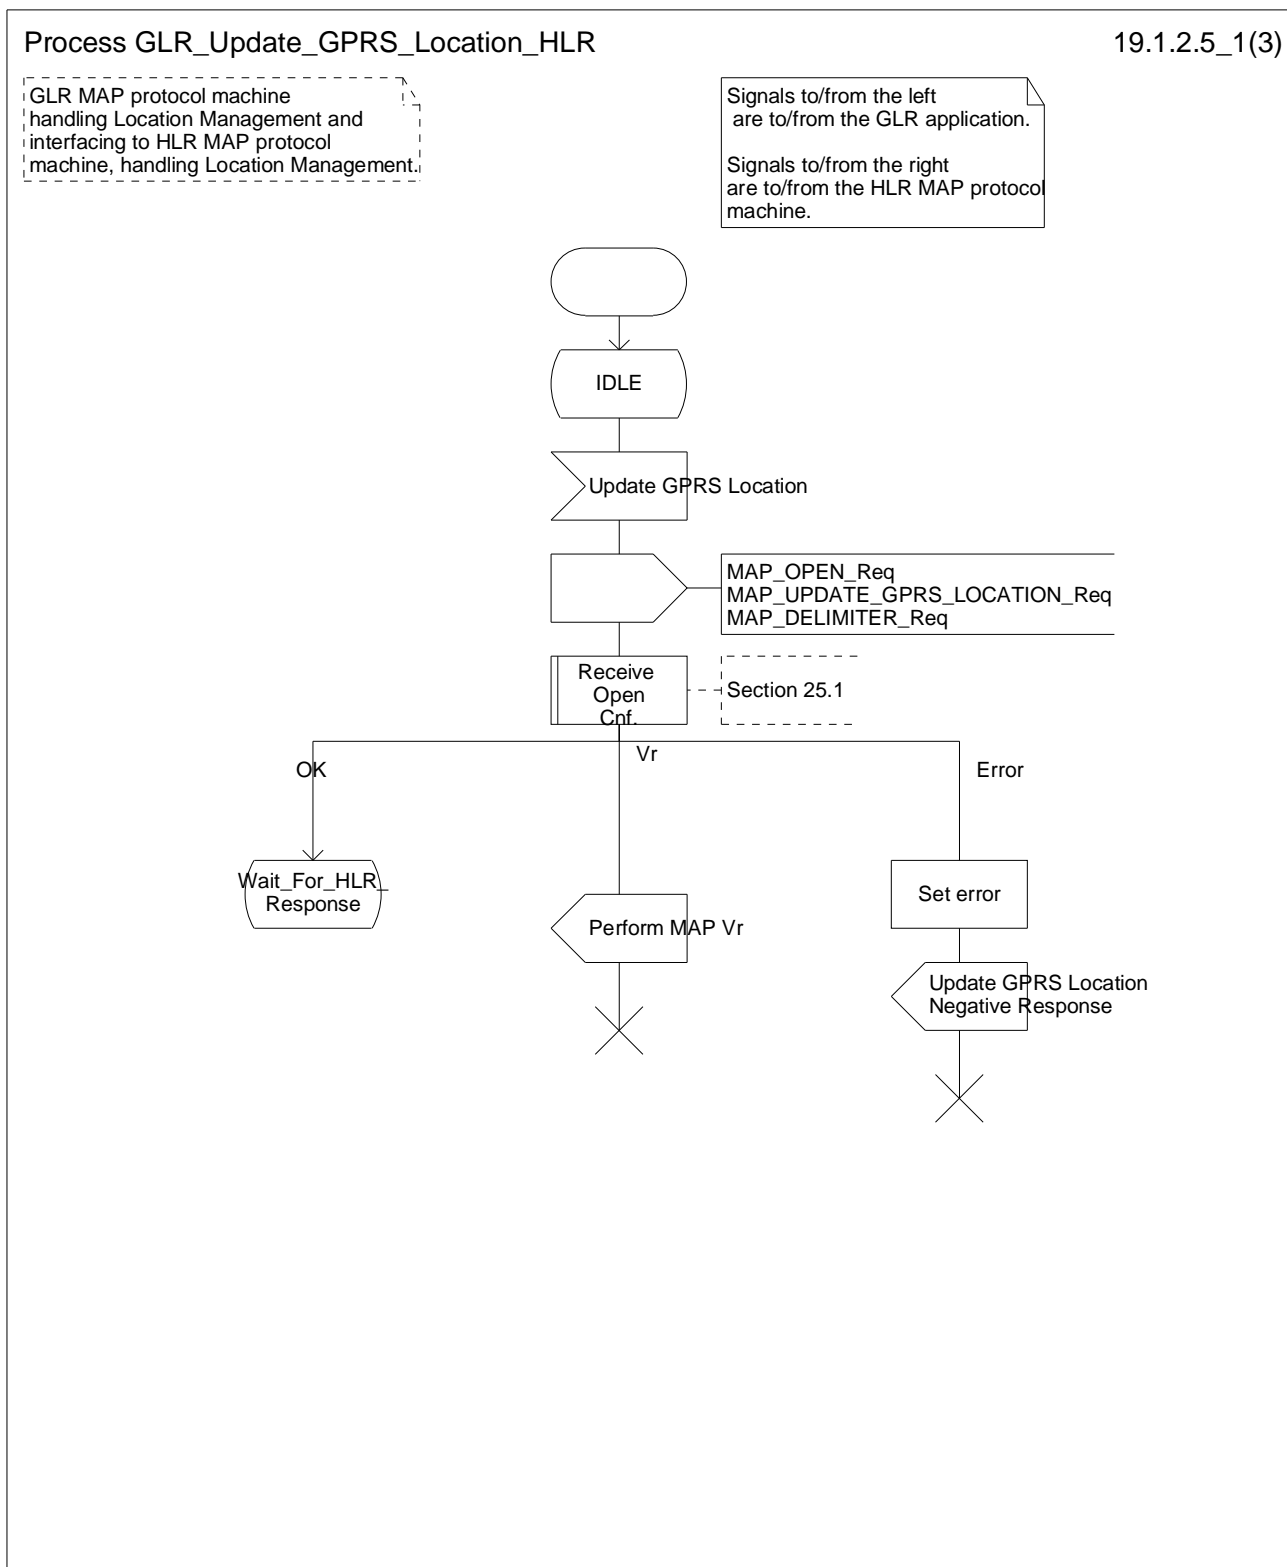 Process GLR_Update_GPRS_Location_HLR
19.1.2.5_1(3)
GLR MAP protocol machine
handling Location Management and
interfacing to HLR MAP protocol
machine, handling Location Management.
Signals to/from the left
are to/from the GLR application.
Signals to/from the right
are to/from the HLR MAP protocol
machine.
IDLE
Update GPRS Location
MAP_OPEN_Req
MAP_UPDATE_GPRS_LOCATION_Req
MAP_DELIMITER_Req
Receive
Open
Cnf.
Section 25.1
OK
Vr
Error
Wait_For_HLR_
Response
Perform MAP Vr
Set error
Update GPRS Location
Negative Response